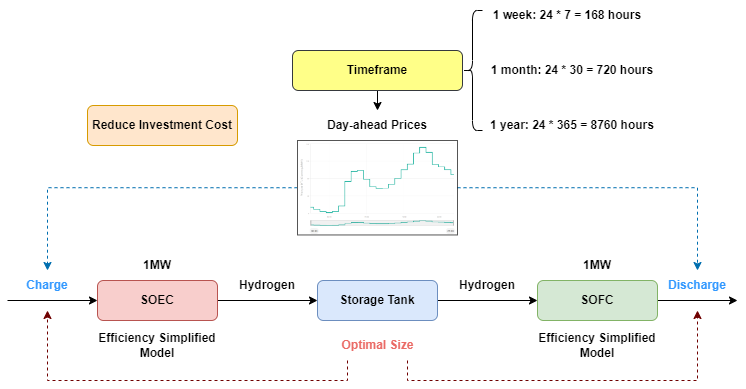 1 week: 24 * 7 = 168 hours
Timeframe
1 month: 24 * 30 = 720 hours
Reduce Investment Cost
Day-ahead Prices
1 year: 24 * 365 = 8760 hours
1MW
1MW
Charge
SOEC
Hydrogen
Storage Tank
Hydrogen
SOFC
Discharge
Efficiency Simplified
Model
Optimal Size
Efficiency Simplified
Model